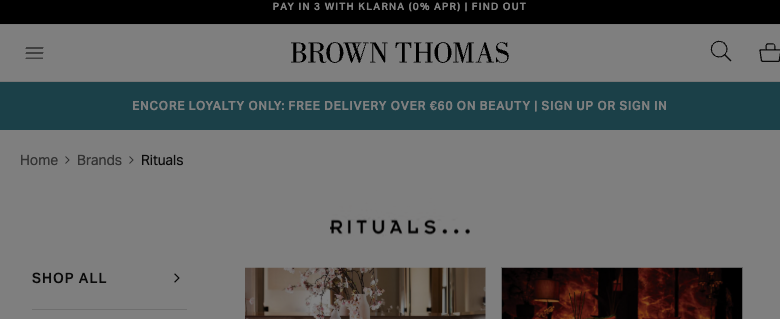 PAY IN 3 WITH KLARNA (0% APR) | FIND OUT
BROWN THOMAS
ENCORE LOYALTY ONLY: FREE DELIVERY OVER €60 ON BEAUTY | SIGN UP OR SIGN IN
Home > Brands > Rituals
RITUALS...
SHOP ALL >